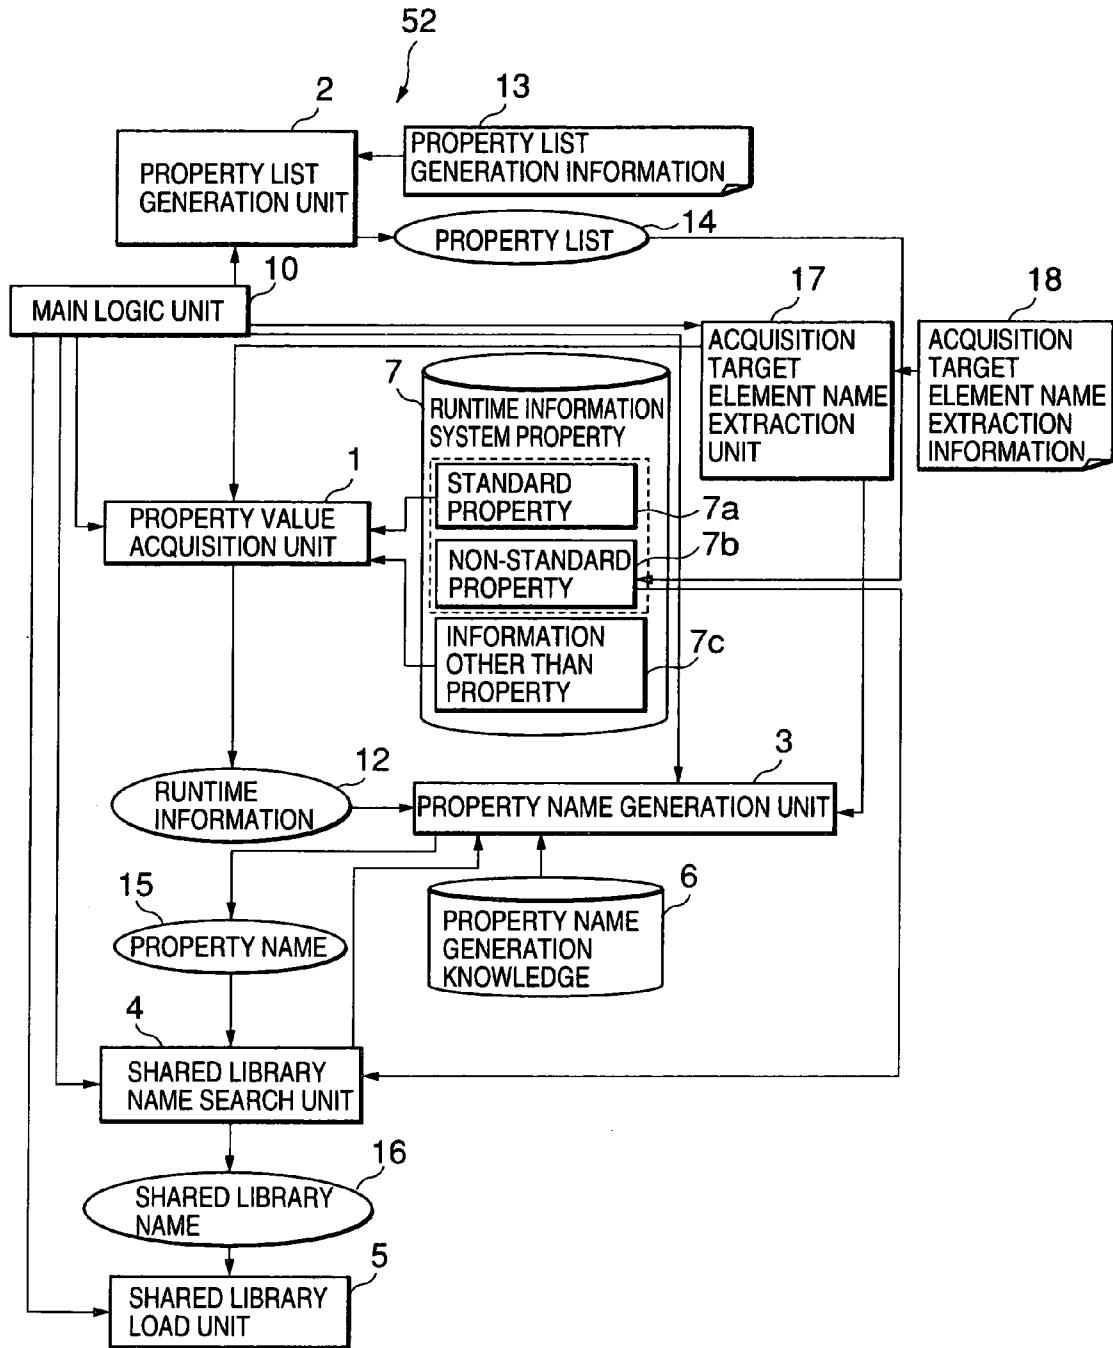 52
2
13
PROPERTY LIST
GENERATION UNIT
PROPERTY LIST
GENERATION INFORMATION
PROPERTY LIST
14
10
MAIN LOGIC UNIT
17
18
ACQUISITION
TARGET
ELEMENT NAME
EXTRACTION
UNIT
ACQUISITION
TARGET
ELEMENT NAME
EXTRACTION
INFORMATION
7
RUNTIME INFORMATION
SYSTEM PROPERTY
1
PROPERTY VALUE
ACQUISITION UNIT
STANDARD
PROPERTY
7a
7b
NON-STANDARD
PROPERTY
INFORMATION
OTHER THAN
PROPERTY
7c
12
RUNTIME
INFORMATION
3
PROPERTY NAME GENERATION UNIT
15
PROPERTY NAME
6
PROPERTY NAME
GENERATION
KNOWLEDGE
4
SHARED LIBRARY
NAME SEARCH UNIT
16
SHARED LIBRARY
NAME
5
SHARED LIBRARY
LOAD UNIT